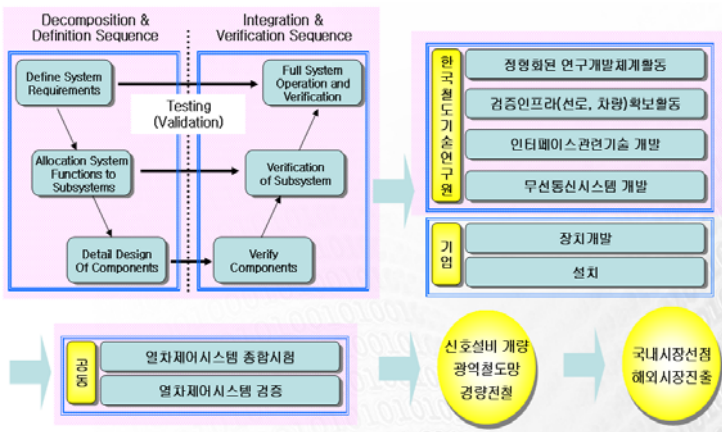 Decomposition &
Definition Sequence
Integration &
Verification Sequence
Define System
Requirements
Full System
Operation and
Verification
Testing
(Validation)
Allocation System
Functions to
Subsystems
Verification
of Subsystem
Detail Design
Of Components
Verify
Components
한국철도기술연구원
정형화된 연구개발체계활동
검증인프라(선로, 차량)확보활동
인터페이스관련기술 개발
무선통신시스템 개발
기업
장치개발
설치
공동
열차제어시스템 종합시험
열차제어시스템 검증
신호설비 개량
광역철도망
경량전철
국내시장선점
해외시장진출